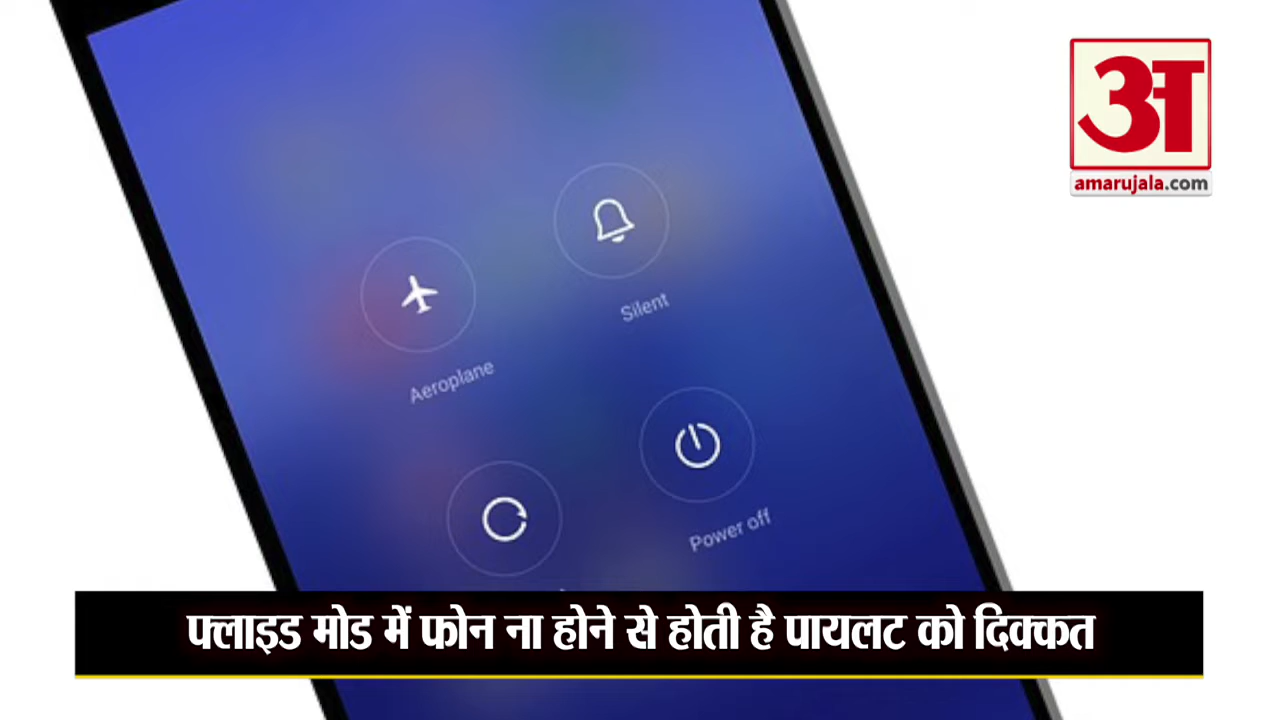 अ
amarujala.com
Silent
Aeroplane
Power off
फ्लाइड मोड में फोन ना होने से होती है पायलट को दिक्कत